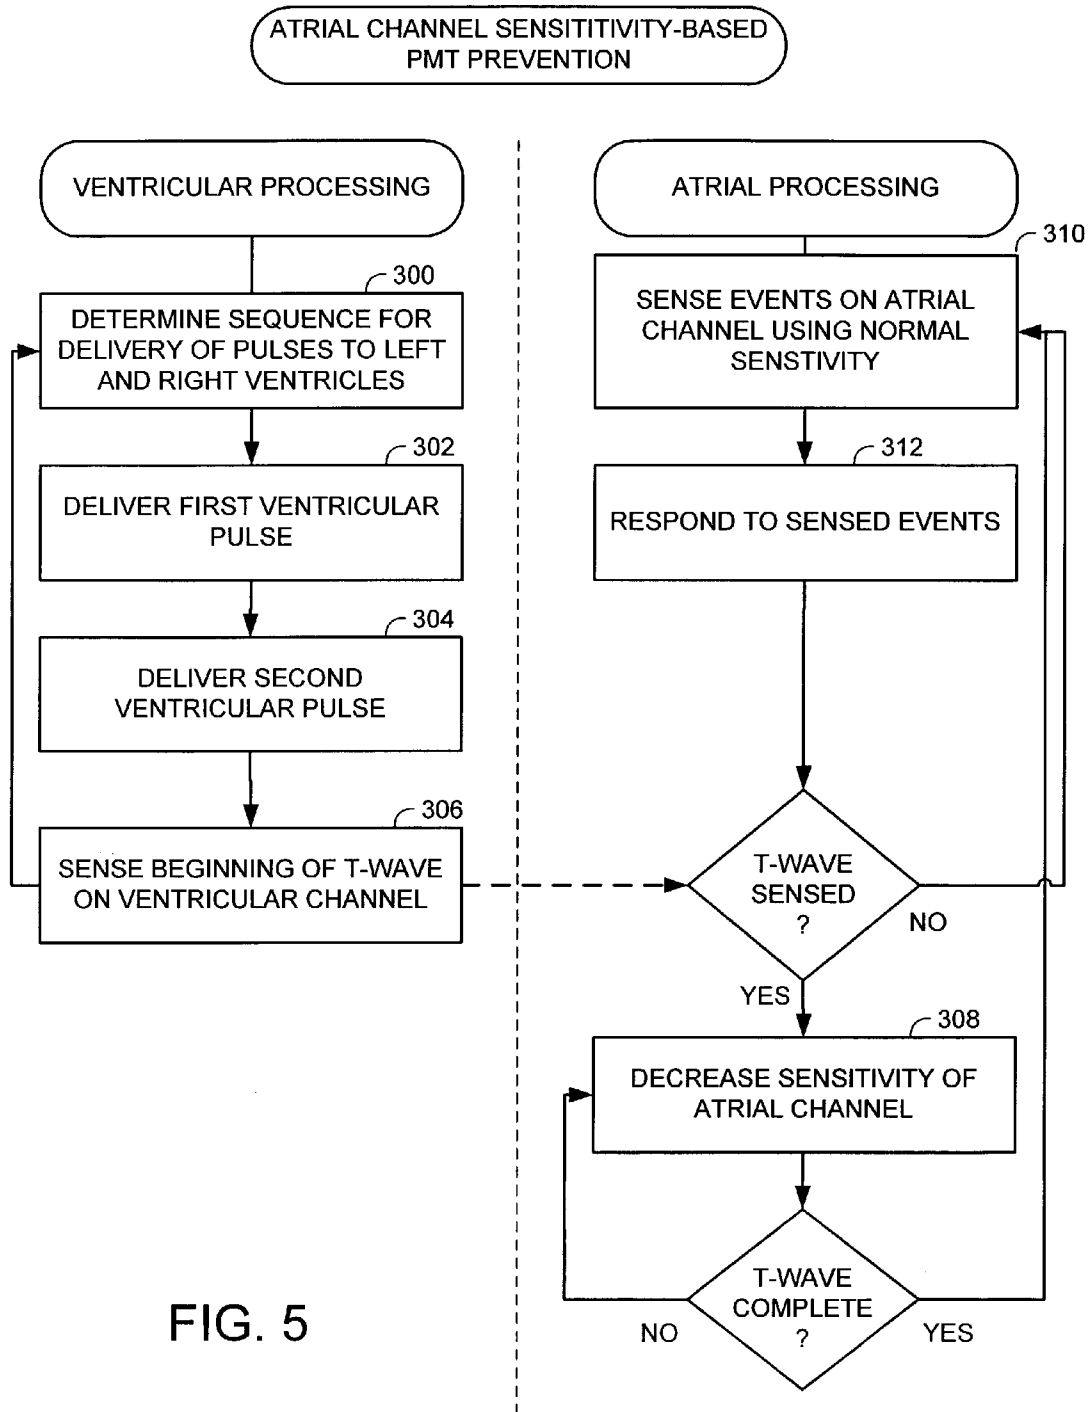 ATRIAL CHANNEL SENSITITIVITY-BASED
PMT PREVENTION
VENTRICULAR PROCESSING
300
DETERMINE SEQUENCE FOR
DELIVERY OF PULSES TO LEFT
AND RIGHT VENTRICLES
302
DELIVER FIRST VENTRICULAR
PULSE
304
DELIVER SECOND
VENTRICULAR PULSE
306
SENSE BEGINNING OF T-WAVE
ON VENTRICULAR CHANNEL
ATRIAL PROCESSING
310
SENSE EVENTS ON ATRIAL
CHANNEL USING NORMAL
SENSTIVITY
312
RESPOND TO SENSED EVENTS
T-WAVE
SENSED
?
NO
YES
308
DECREASE SENSITIVITY OF
ATRIAL CHANNEL
T-WAVE
COMPLETE
?
NO
YES
FIG. 5